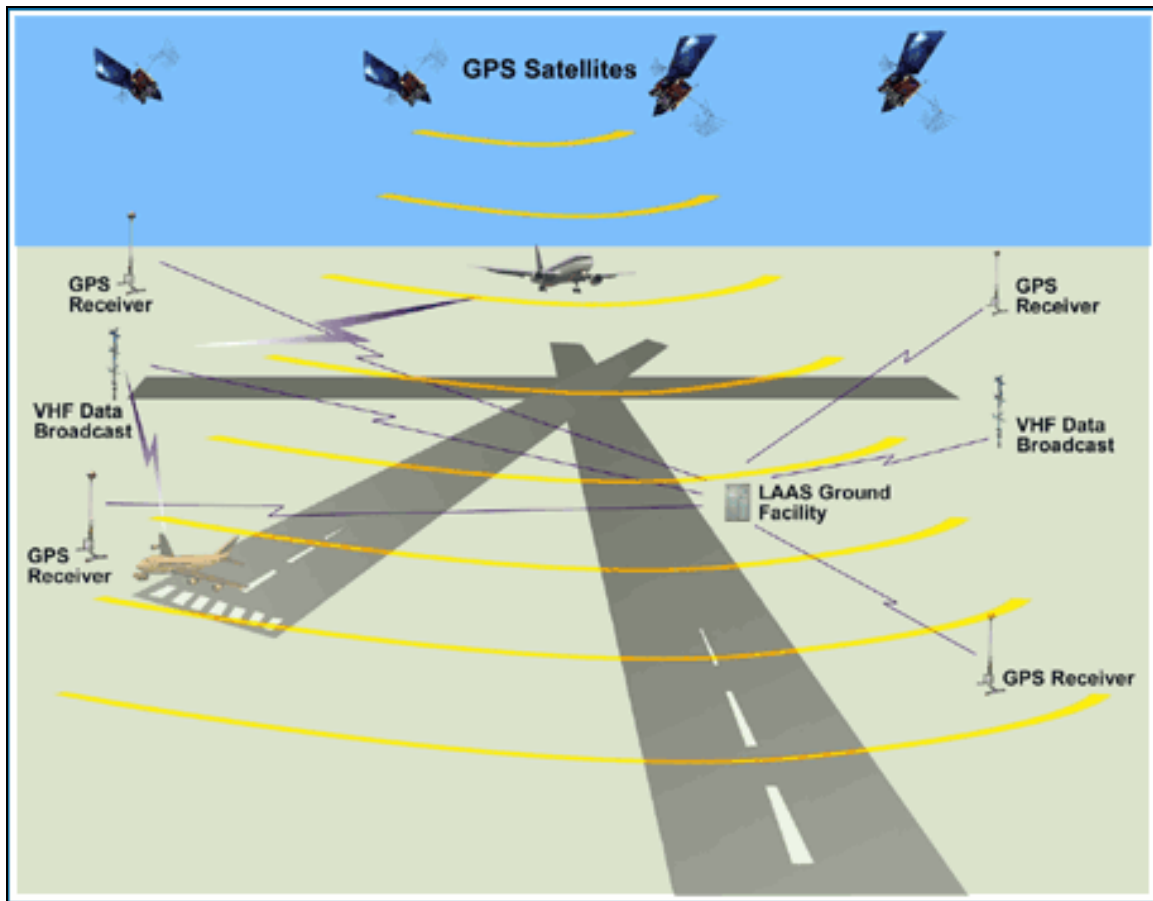 GPS Satellites
GPS
Receiver
GPS
Receiver
VHF Data
Broadcast
VHF Data
Broadcast
LAAS Ground
Facility
GPS
Receiver
GPS Receiver